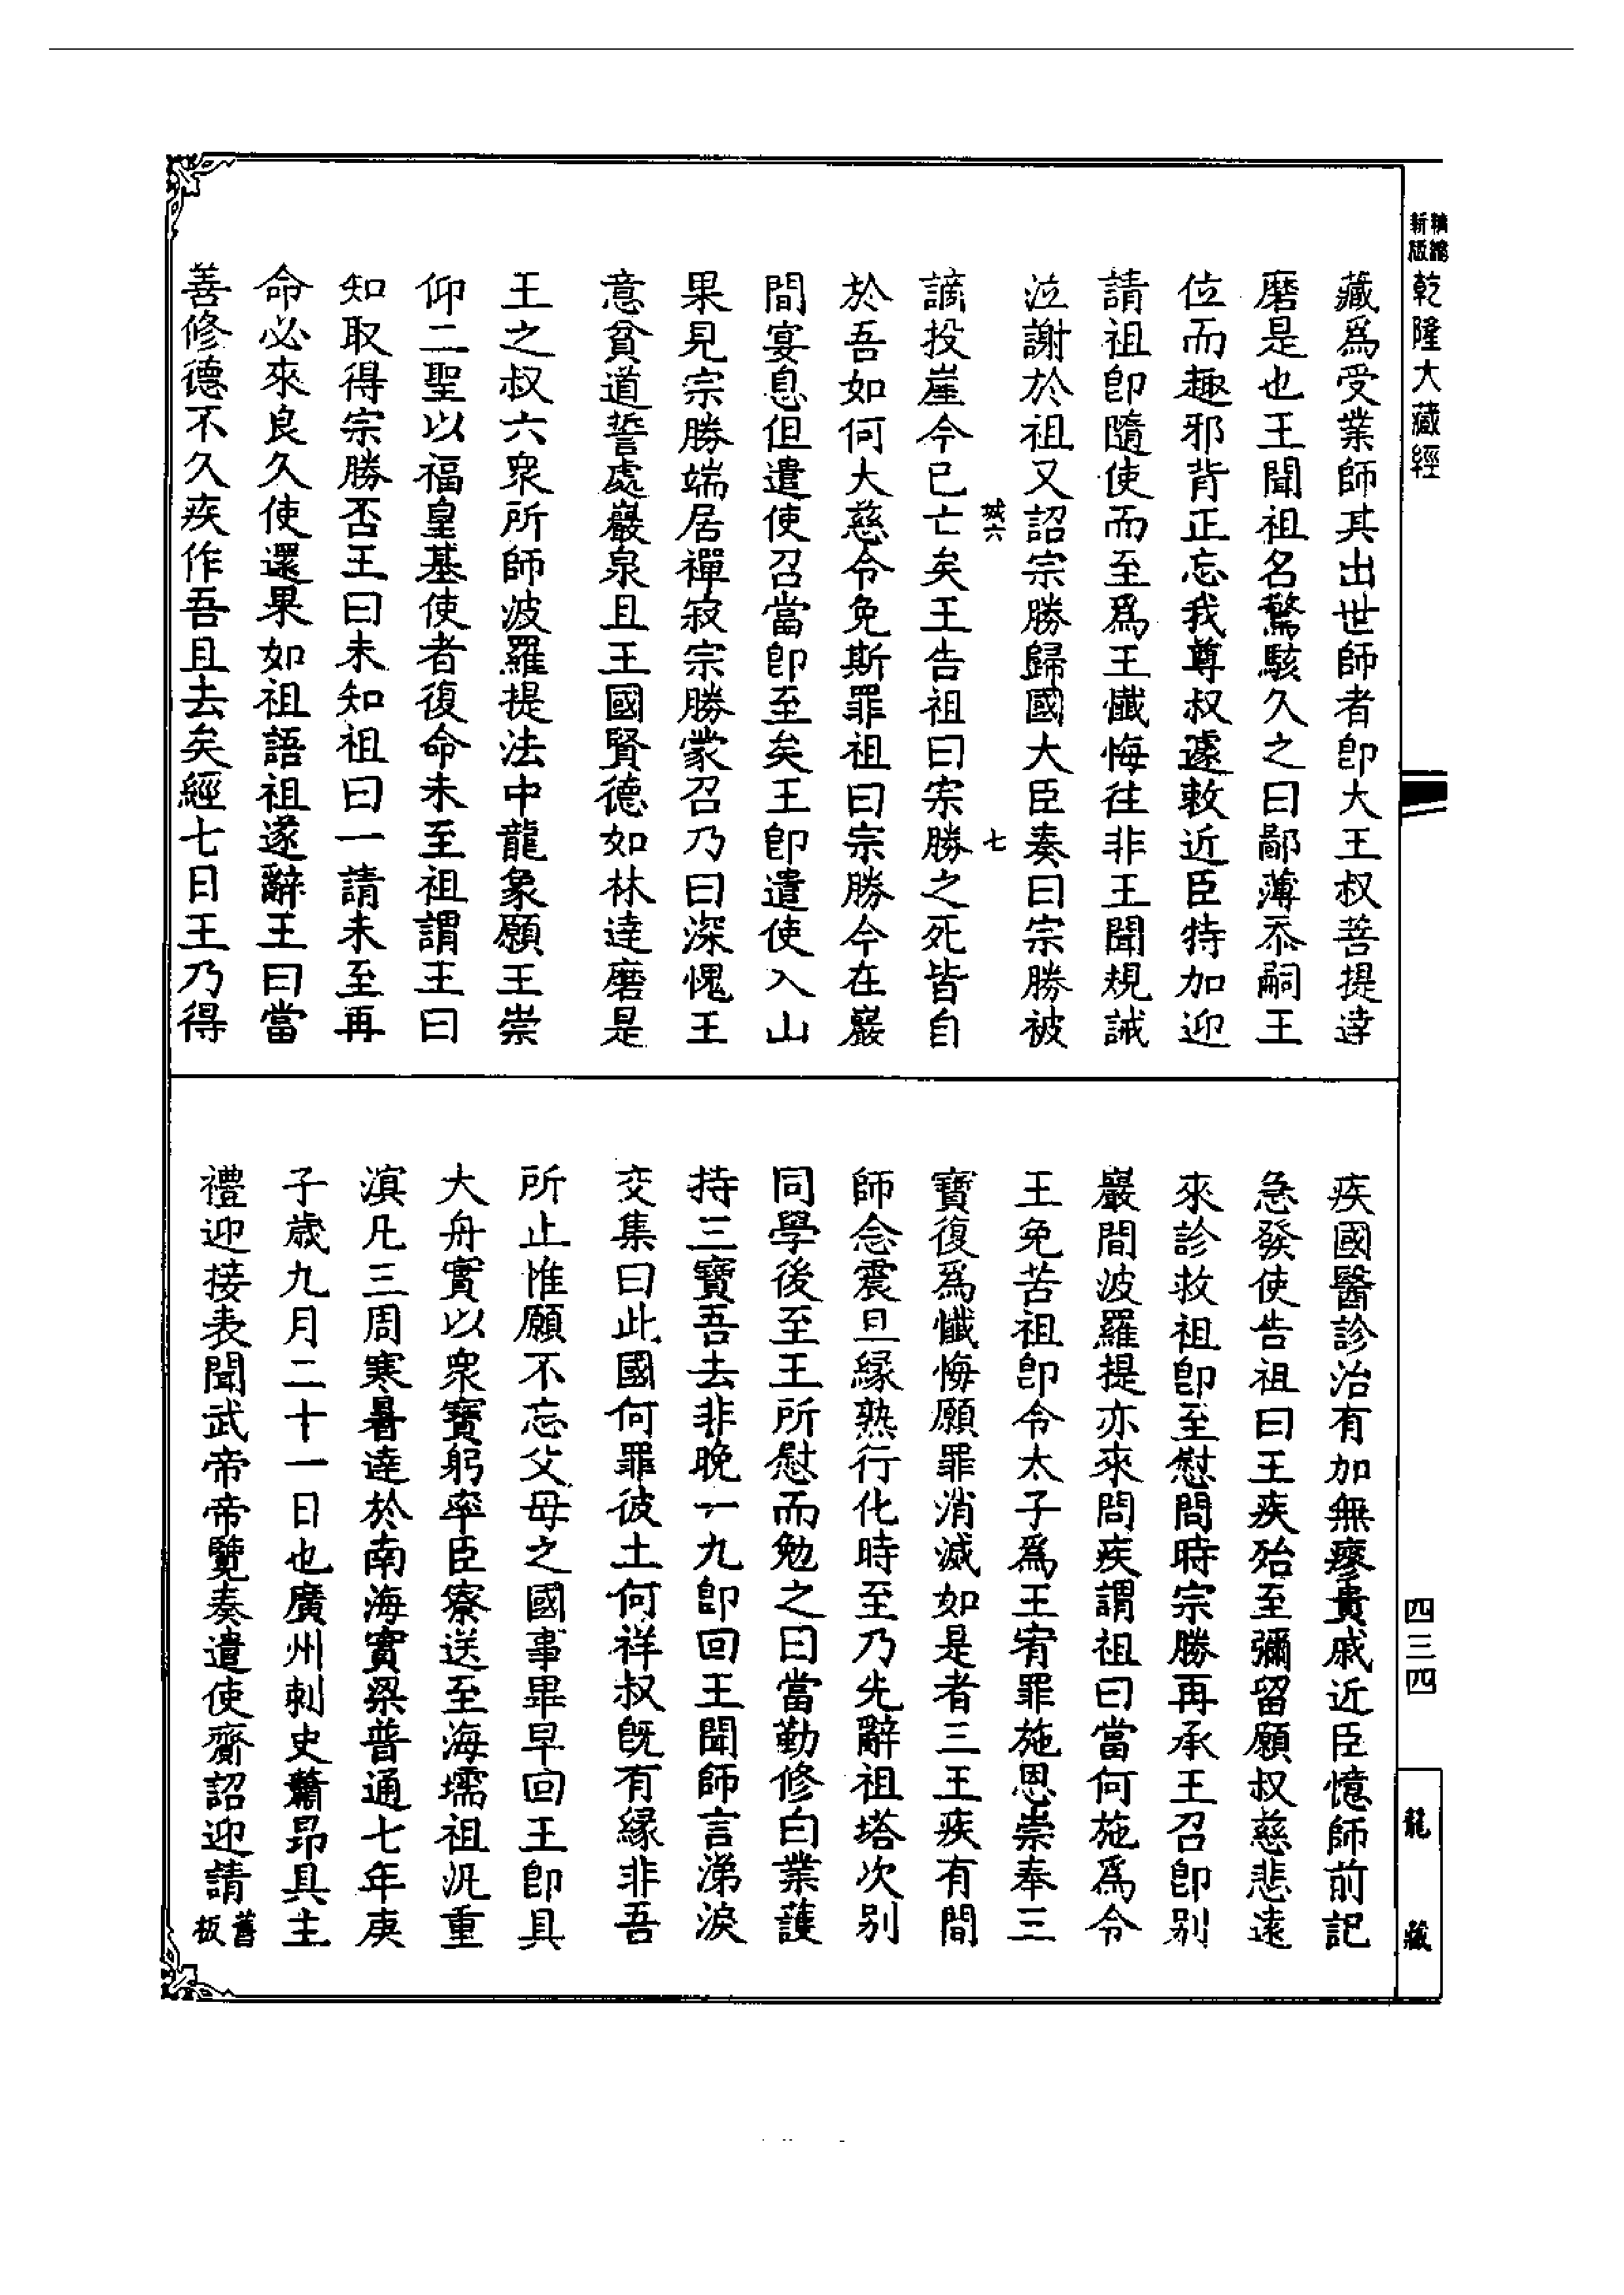 精縮新版乾隆大藏經
藏爲受業師其出世師者卽大王叔菩提達
磨是也王聞祖名驚駭久之曰鄙薄忝嗣王
位而趣邪背正忘我尊叔遽敕近臣特加迎
請祖卽隨使而至爲王懺悔往非王聞規誡
泣謝於祖又詔宗勝歸國大臣奏曰宗勝被
城六 七
謫投崖今已亡矣王告祖曰宗勝之死皆自
於吾如何大慈令免斯罪祖曰宗勝今在巖
間宴息但遣使召當卽至矣王卽遣使入山
果見宗勝端居禪寂宗勝蒙召乃曰深愧王
意貧道誓處巖泉且王國賢德如林達磨是
王之叔六衆所師波羅提法中龍象願王崇
仰二聖以福皇基使者復命未至祖謂王曰
知取得宗勝否王曰未知祖曰一請未至再
命必來良久使還果如祖語祖遂辭王曰當
善修德不久疾作吾且去矣經七日王乃得
疾國醫診治有加無瘳貴戚近臣憶師前記
急發使告祖曰王疾殆至彌留願叔慈悲遠
來診救祖卽至慰問時宗勝再承王召卽別
巖間波羅提亦來問疾謂祖曰當何施爲令
王免苦祖卽令太子爲王宥罪施恩崇奉三
寶復爲懺悔願罪消滅如是者三王疾有間
師念震旦緣熟行化時至乃先辭祖塔次別
同學後至王所慰而勉之曰當勤修白業護
持三寶吾去非晚一九卽回王聞師言涕淚
交集曰此國何罪彼土何祥叔旣有緣非吾
所止惟願不忘父母之國事畢早回王卽具
大舟實以衆寶躬率臣寮送至海壖祖汎重
溟凡三周寒暑達於南海實梁普通七年庚
子歲九月二十一日也廣州刺史蕭昂具主
禮迎接表聞武帝帝覽奏遣使齎詔迎請舊板
四三四
龍藏